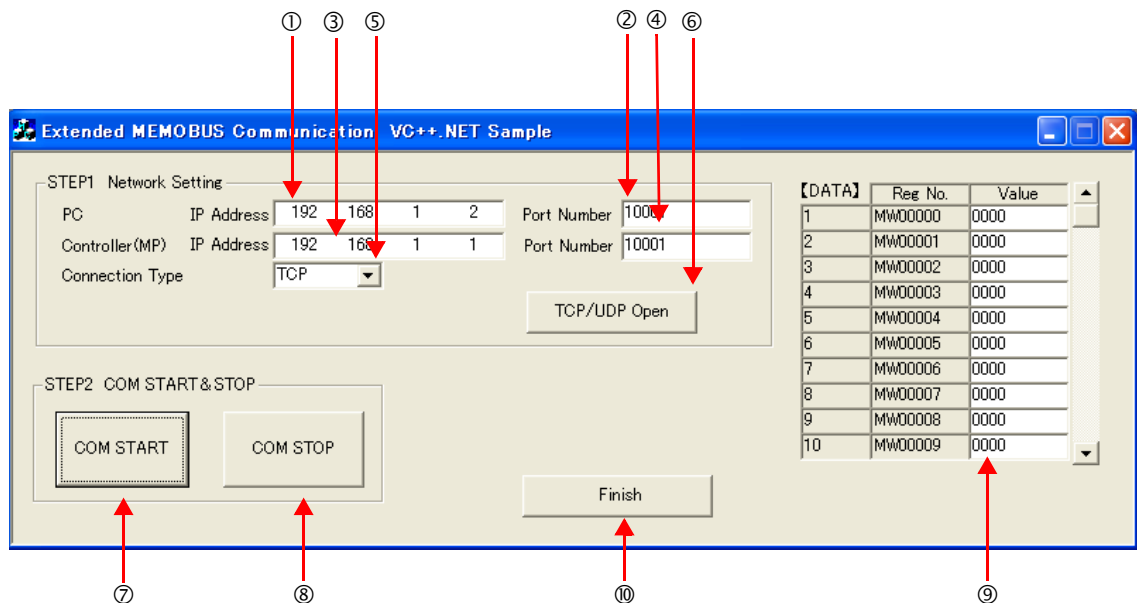 ① ③ ⑤ ② ④ ⑥
Extended MEMOBUS Communication VC++.NET Sample
STEP1 Network Setting
PC IP Address 192 168 1 2 Port Number 10001
Controller(MP) IP Address 192 168 1 1 Port Number 10001
Connection Type TCP
TCP/UDP Open
【DATA】 Reg No. Value
1 MW00000 0000
2 MW00001 0000
3 MW00002 0000
4 MW00003 0000
5 MW00004 0000
6 MW00005 0000
7 MW00006 0000
8 MW00007 0000
9 MW00008 0000
10 MW00009 0000
STEP2 COM START&STOP
COM START COM STOP
Finish
⑦ ⑧ ⑩ ⑨